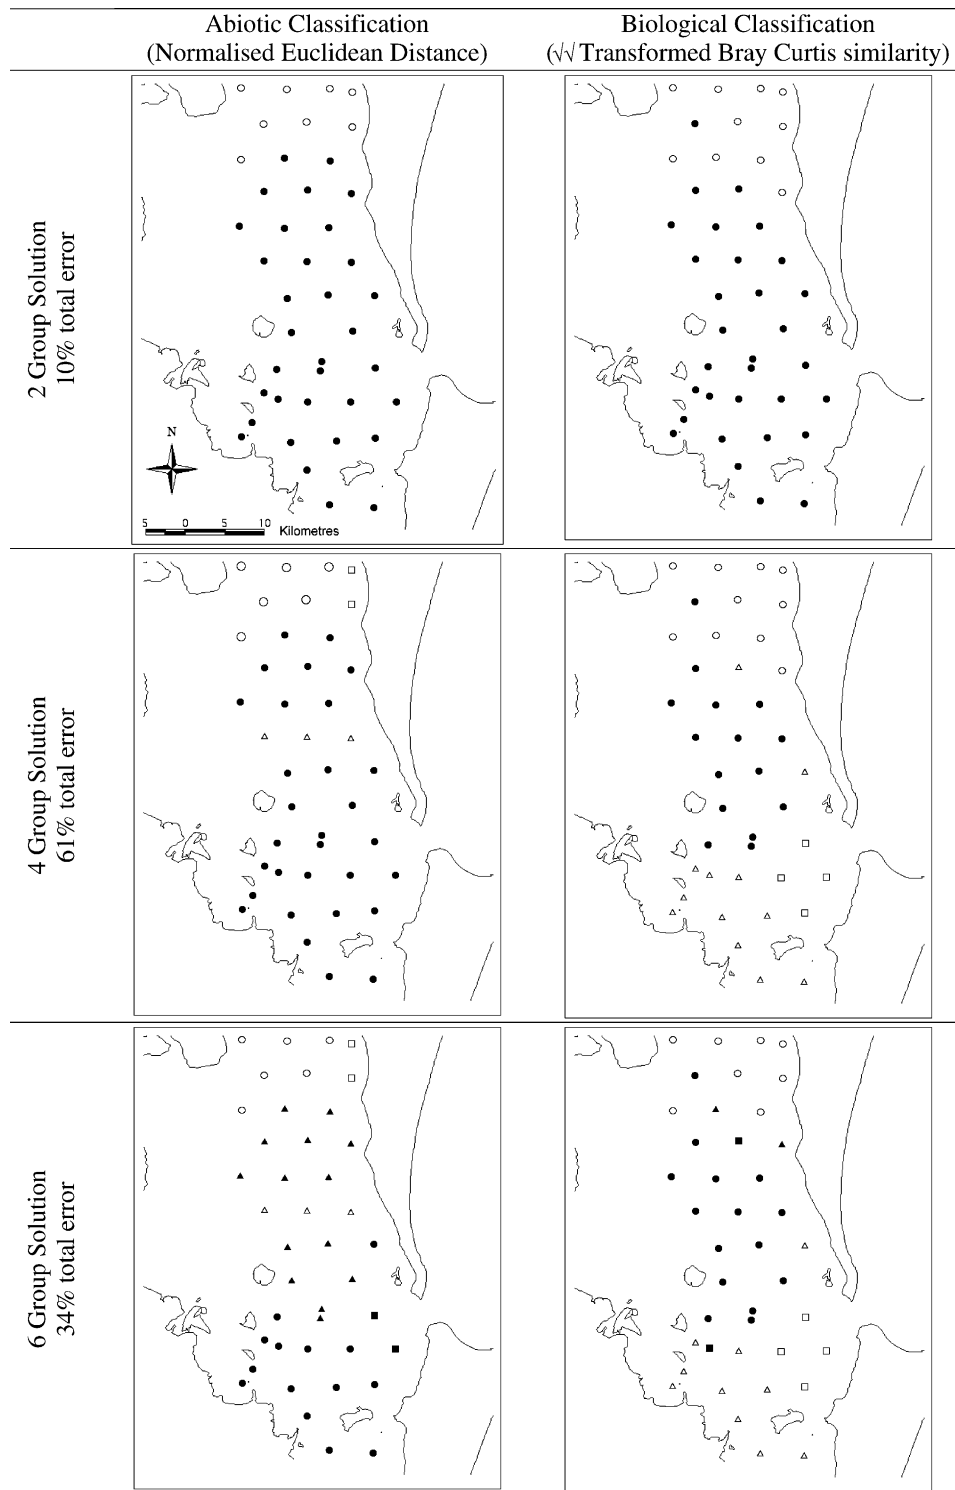 Abiotic Classification
(Normalised Euclidean Distance)
Biological Classification
(√√ Transformed Bray Curtis similarity)
2 Group Solution
10% total error
N
5 0 5 10
Kilometres
4 Group Solution
61% total error
6 Group Solution
34% total error